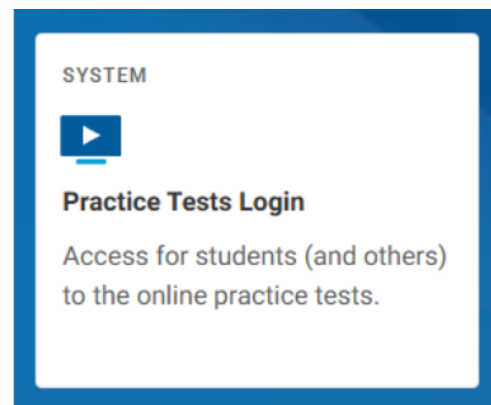 SYSTEM
Practice Tests Login
Access for students (and others)
to the online practice tests.